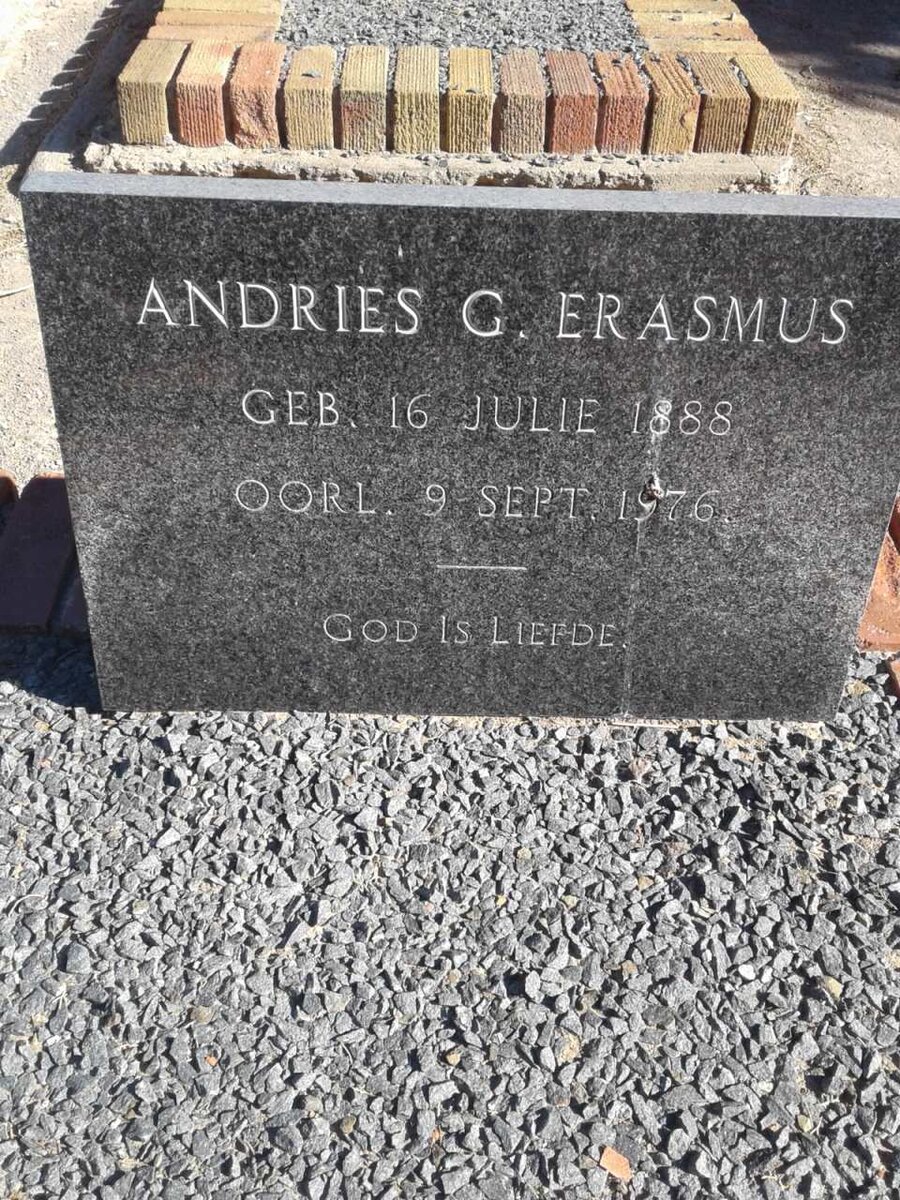 ANDRIES G. ERASMUS
GEB. 16 JULIE 1888
OORL. 9 SEPT. 1976.
GOD IS LIEFDE.